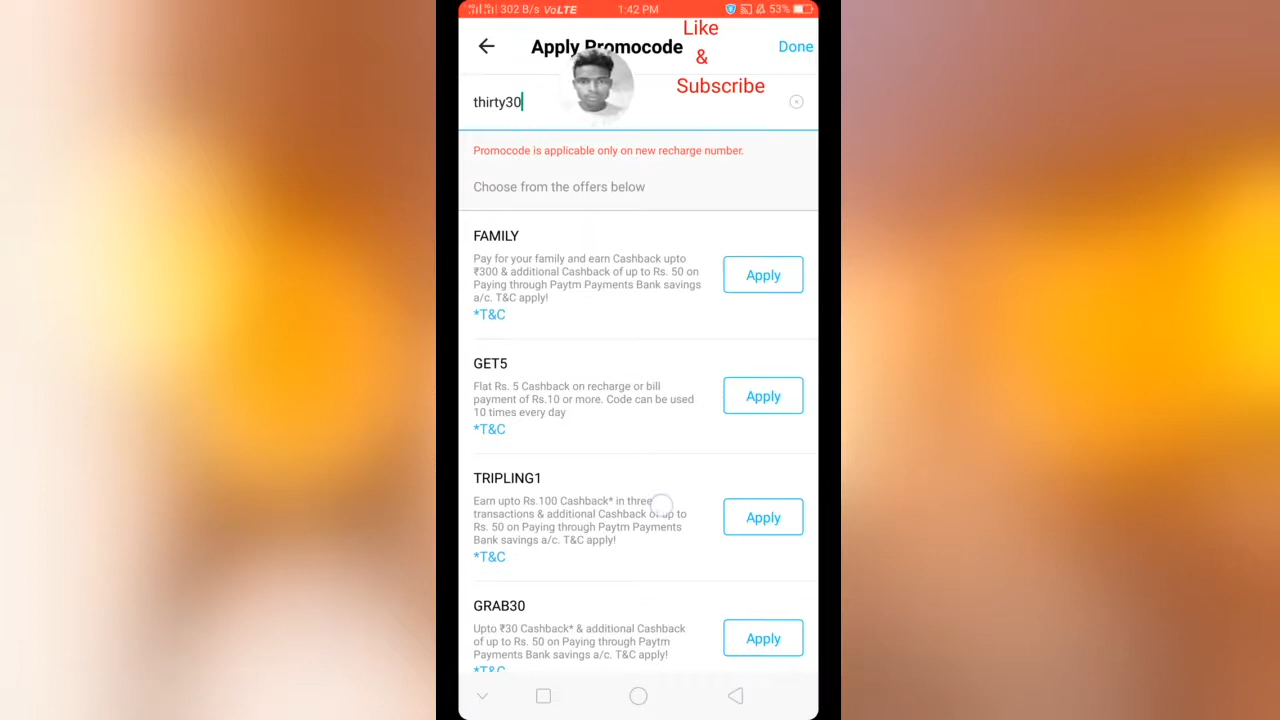 302 B/s VoLTE 1:42 PM 53%
Like
&
Subscribe
Apply Promocode Done
thirty30
Promocode is applicable only on new recharge number.
Choose from the offers below
FAMILY
Pay for your family and earn Cashback upto
₹300 & additional Cashback of up to Rs. 50 on
Paying through Paytm Payments Bank savings
a/c. T&C apply!
*T&C
Apply
GET5
Flat Rs. 5 Cashback on recharge or bill
payment of Rs.10 or more. Code can be used
10 times every day
*T&C
Apply
TRIPLING1
Earn upto Rs.100 Cashback* in three
transactions & additional Cashback of up to
Rs. 50 on Paying through Paytm Payments
Bank savings a/c. T&C apply!
*T&C
Apply
GRAB30
Upto ₹30 Cashback* & additional Cashback
of up to Rs. 50 on Paying through Paytm
Payments Bank savings a/c. T&C apply!
*T&C
Apply